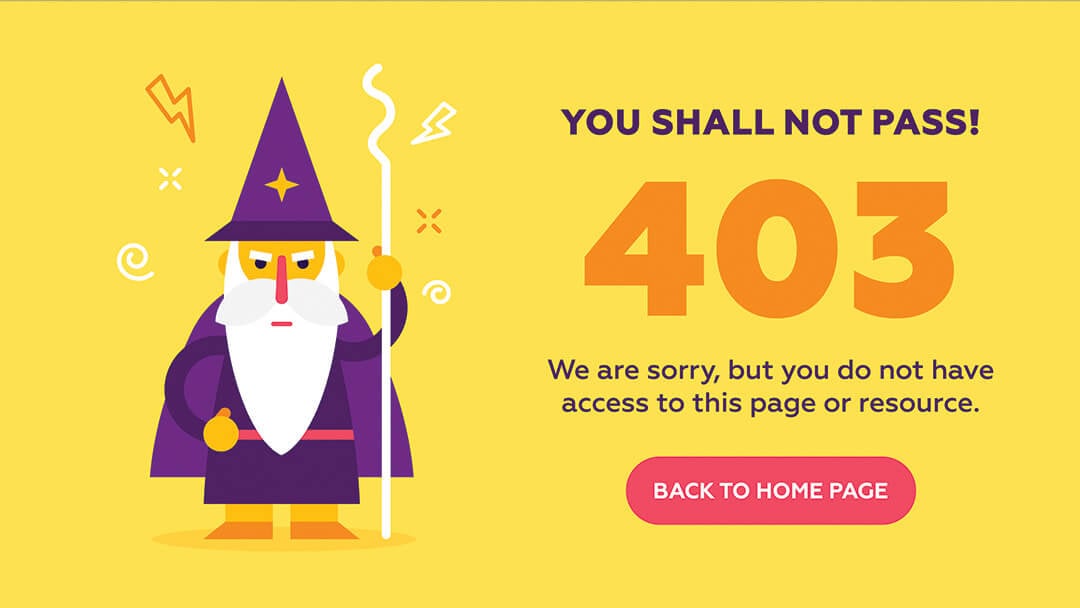 YOU SHALL NOT PASS!
403
We are sorry, but you do not have
access to this page or resource.
BACK TO HOME PAGE